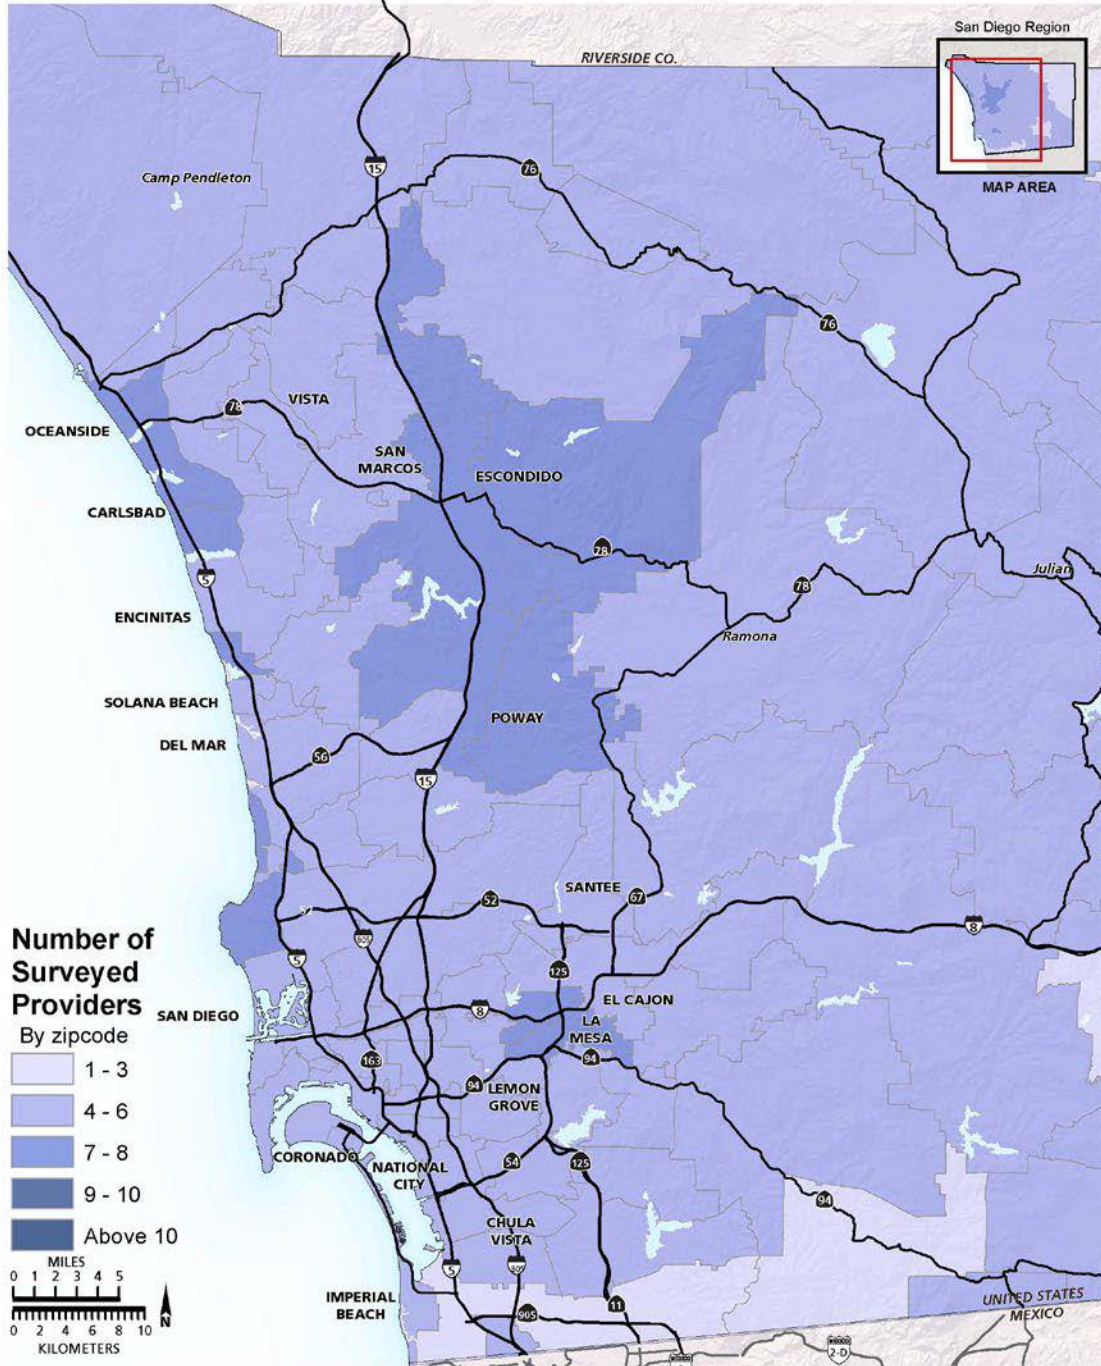 San Diego Region
RIVERSIDE CO.
MAP AREA
Camp Pendleton
15
76
76
VISTA
78
OCEANSIDE
SAN
MARCOS
ESCONDIDO
CARLSBAD
78
5
78
Julian
ENCINITAS
Ramona
SOLANA BEACH
POWAY
DEL MAR
56
15
SANTEE
67
52
52
805
8
5
125
EL CAJON
8
LA
MESA
SAN DIEGO
163
94
94
LEMON
GROVE
CORONADO
NATIONAL
CITY
54
125
94
CHULA
VISTA
5
805
IMPERIAL
BEACH
905
11
UNITED STATES
MEXICO
MEXICO
2-D
MEXICO
Number of
Surveyed
Providers
By zipcode
1 - 3
4 - 6
7 - 8
9 - 10
Above 10
MILES
0 1 2 3 4 5
0 2 4 6 8 10
KILOMETERS
N